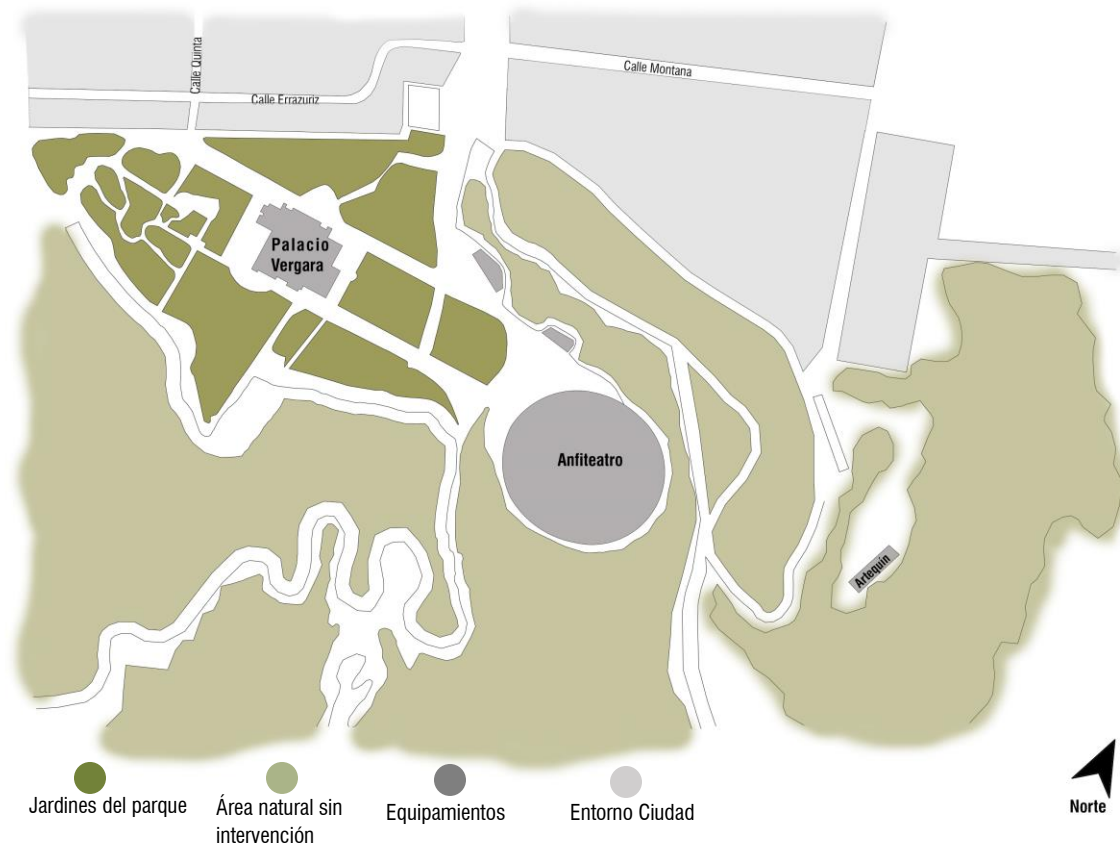 Calle Quinta
Calle Errazuriz
Calle Montana
Palacio
Vergara
Anfiteatro
Artequín
Jardines del parque
Área natural sin
intervención
Equipamientos
Entorno Ciudad
Norte